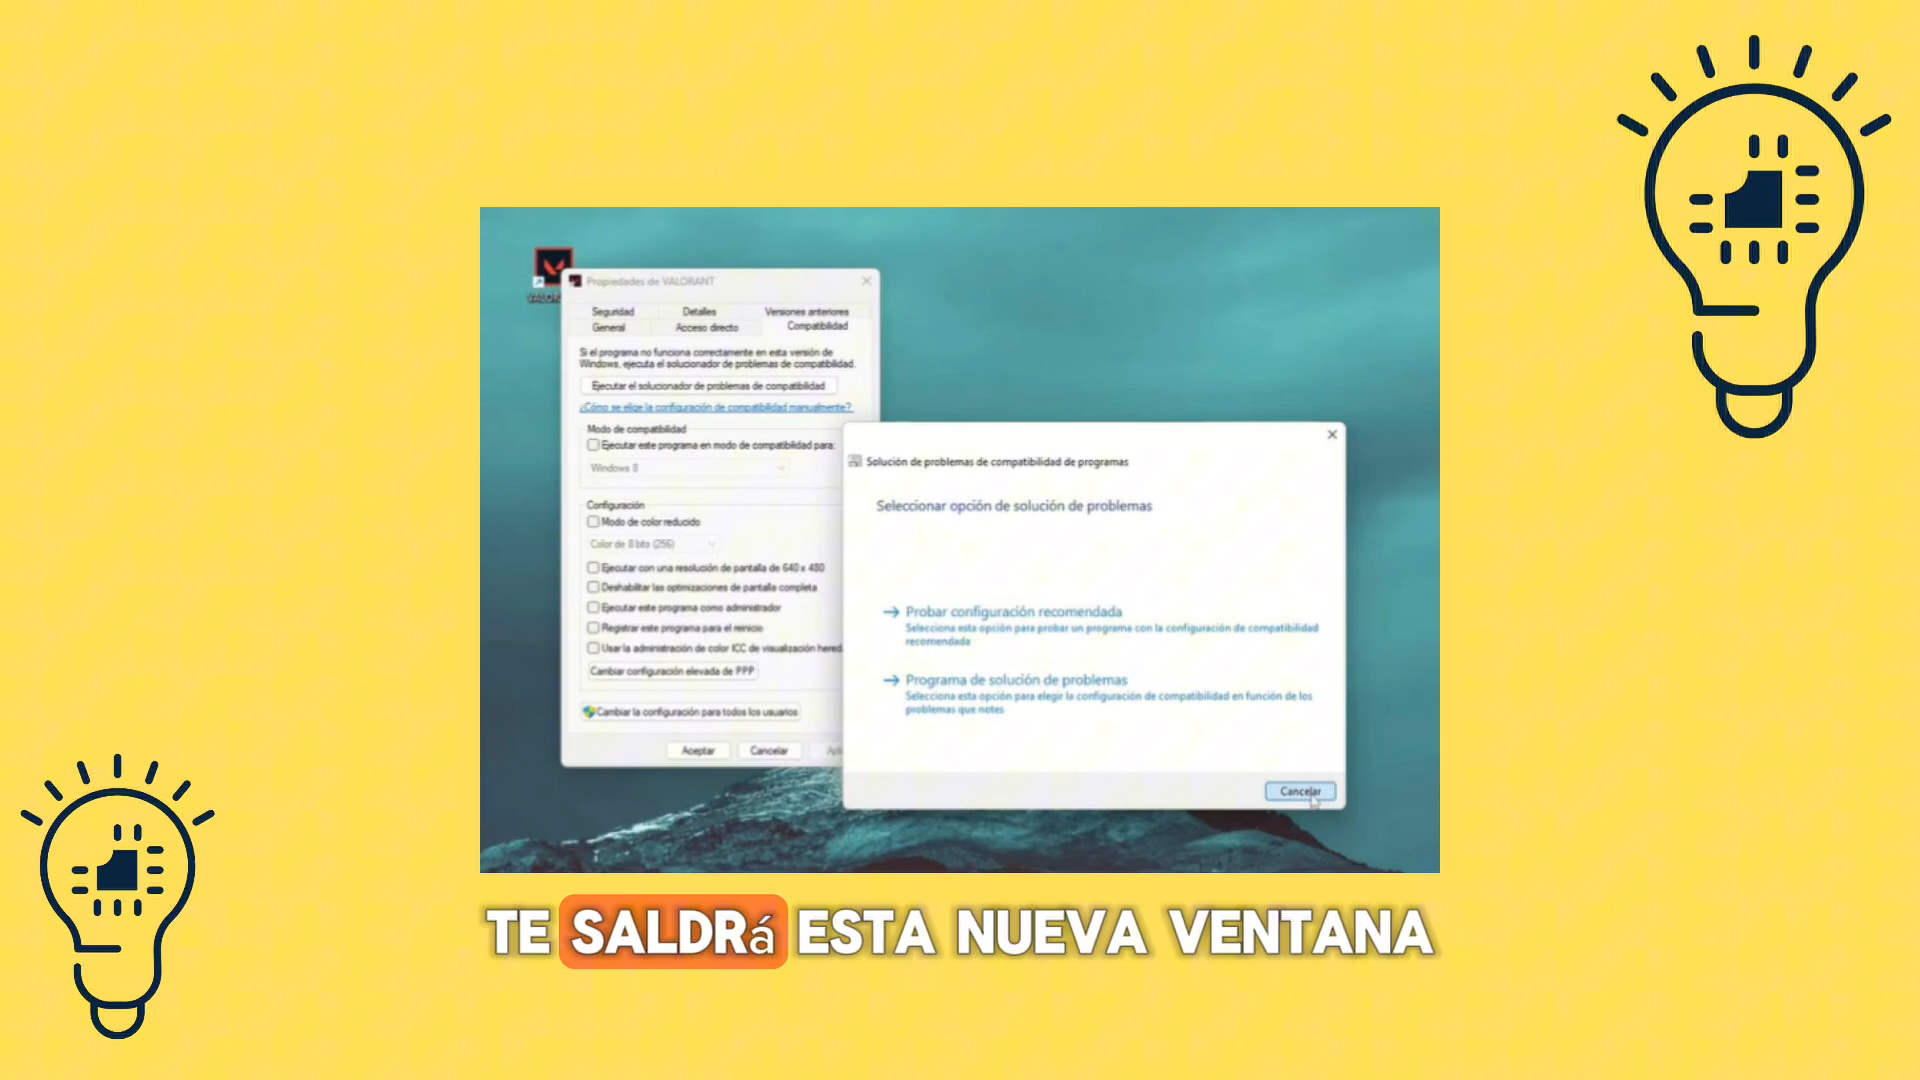 Propiedades de VALORANT
Seguridad
Detalles
Versiones anteriores
General
Acceso directo
Compatibilidad
Si el programa no funciona correctamente en esta versión de
Windows, ejecuta el solucionador de problemas de compatibilidad.
Ejecutar el solucionador de problemas de compatibilidad
¿Cómo se elige la configuración de compatibilidad manualmente?
Modo de compatibilidad
Ejecutar este programa en modo de compatibilidad para:
Windows 8
Configuración
Modo de color reducido
Color de 8 bits (256)
Ejecutar con una resolución de pantalla de 640 x 480
Deshabilitar las optimizaciones de pantalla completa
Ejecutar este programa como administrador
Registrar este programa para el reinicio
Usar la administración de color ICC de visualización hered
Cambiar configuración elevada de PPP
Cambiar la configuración para todos los usuarios
Aceptar
Cancelar
Solución de problemas de compatibilidad de programas
Seleccionar opción de solución de problemas
Probar configuración recomendada
Selecciona esta opción para probar un programa con la configuración de compatibilidad
recomendada
Programa de solución de problemas
Selecciona esta opción para elegir la configuración de compatibilidad en función de los
problemas que notes
Cancelar
TE SALDRá ESTA NUEVA VENTANA